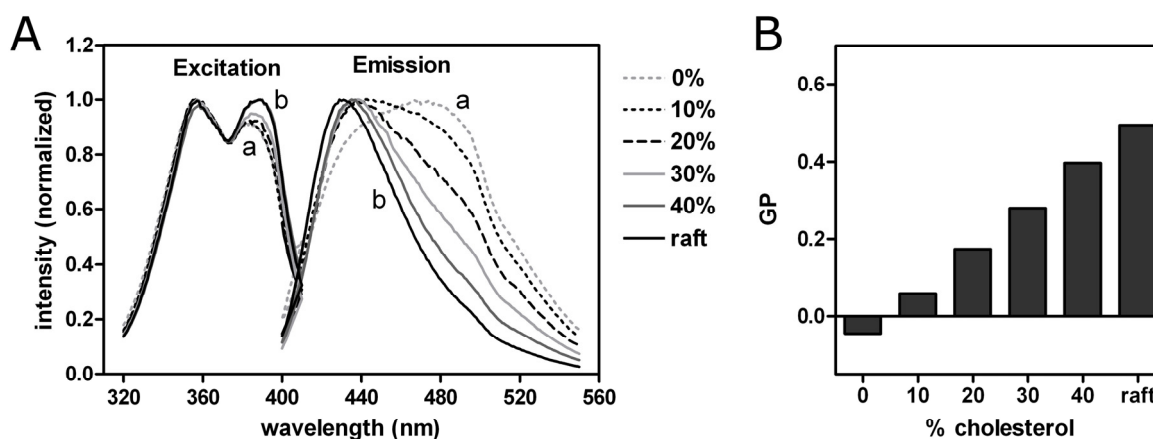 A
B
1.2
1.0
0.8
0.6
0.4
0.2
0.0
intensity (normalized)
Excitation
Emission
b
a
a
b
320
360
400
440
480
520
560
wavelength (nm)
0%
10%
20%
30%
40%
raft
0.6
0.4
0.2
0.0
GP
0
10
20
30
40
raft
% cholesterol